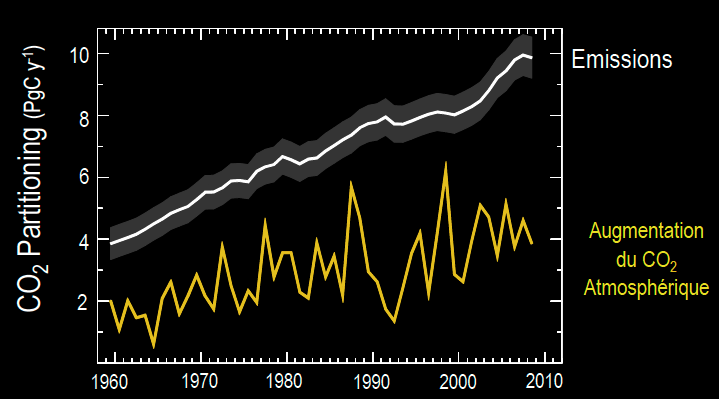 CO₂ Partitioning (PgC y⁻¹)
10
8
6
4
2
1960 1970 1980 1990 2000 2010
Emissions
Augmentation
du CO₂
Atmosphérique